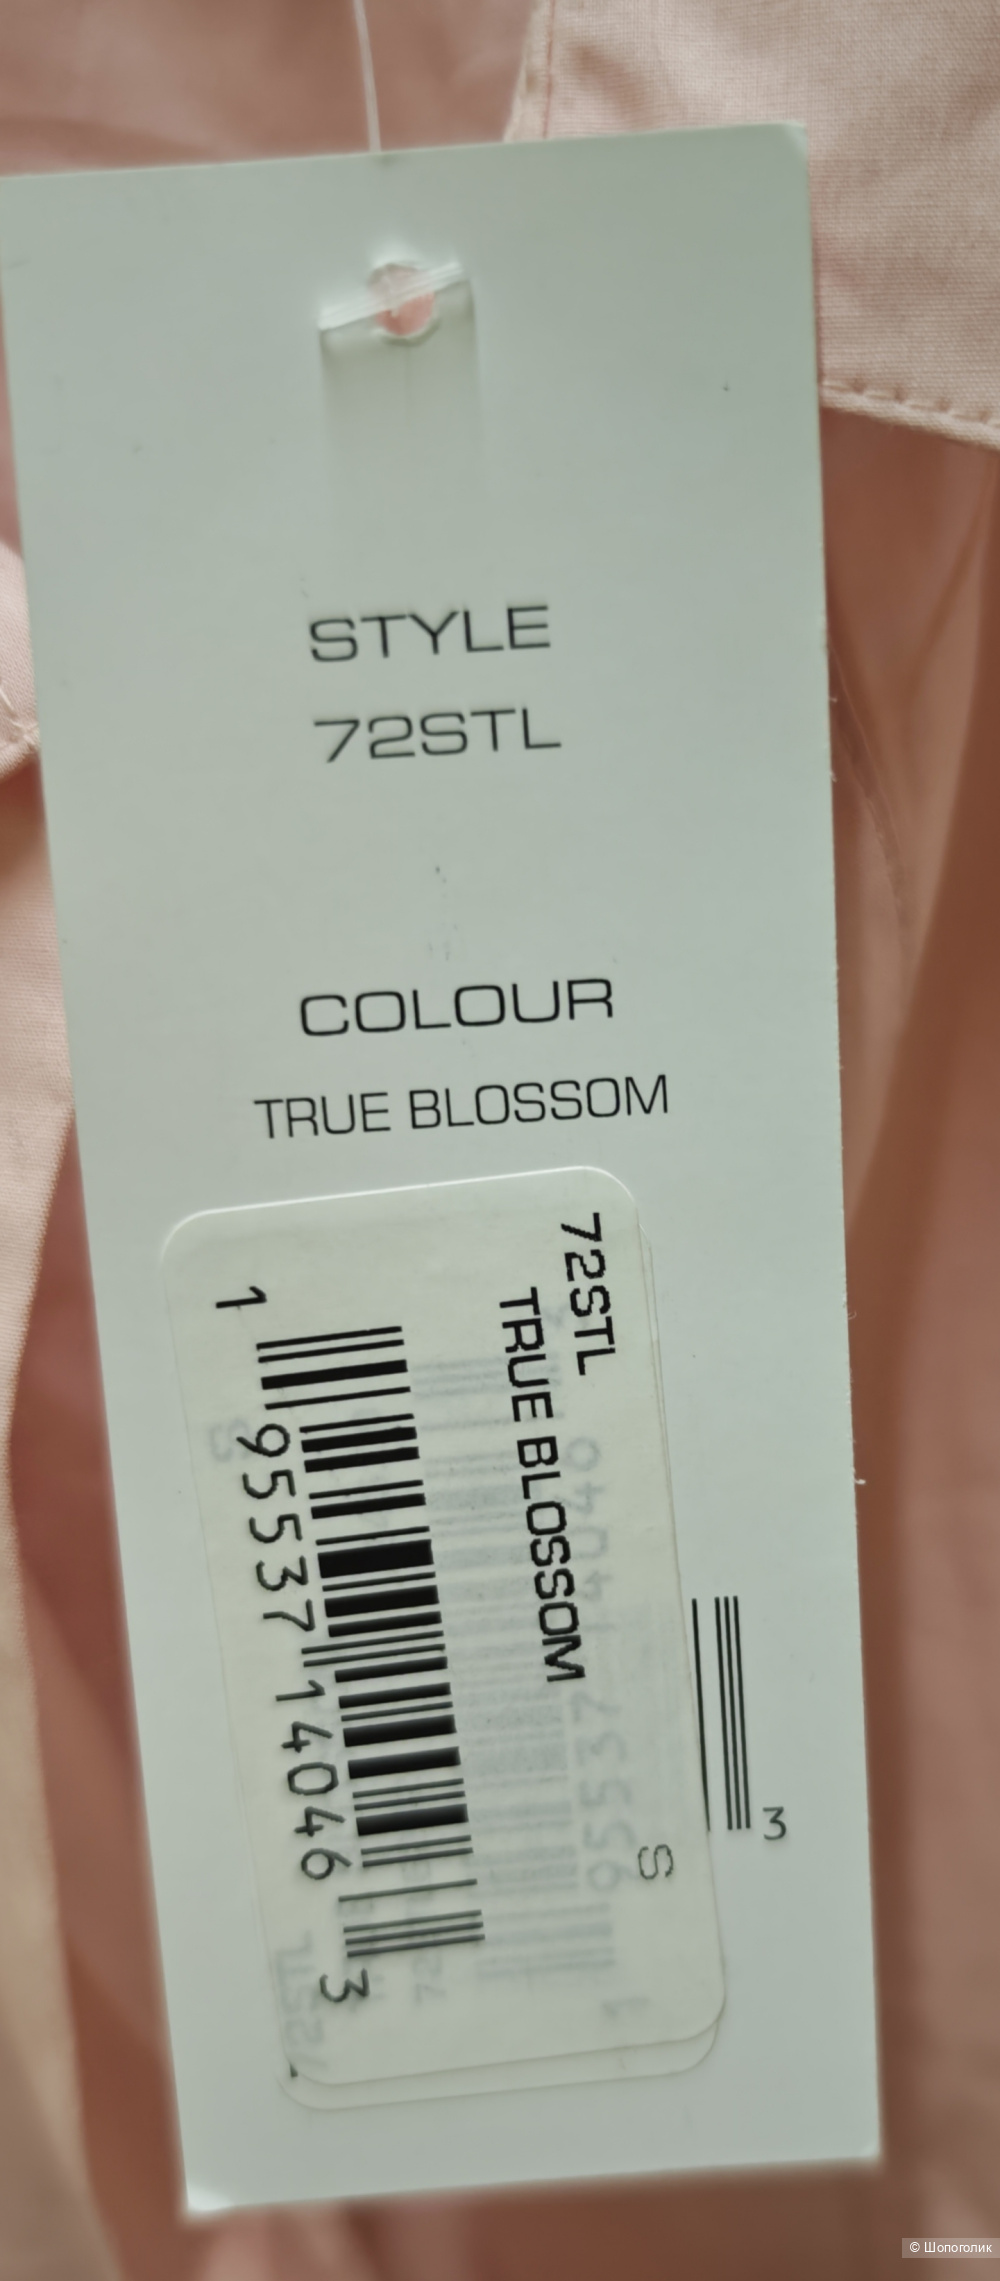 STYLE
72STL
COLOUR
TRUE BLOSSOM
72STL
TRUE BLOSSOM
1 95537 14046 3
S
3
© Шопоголик